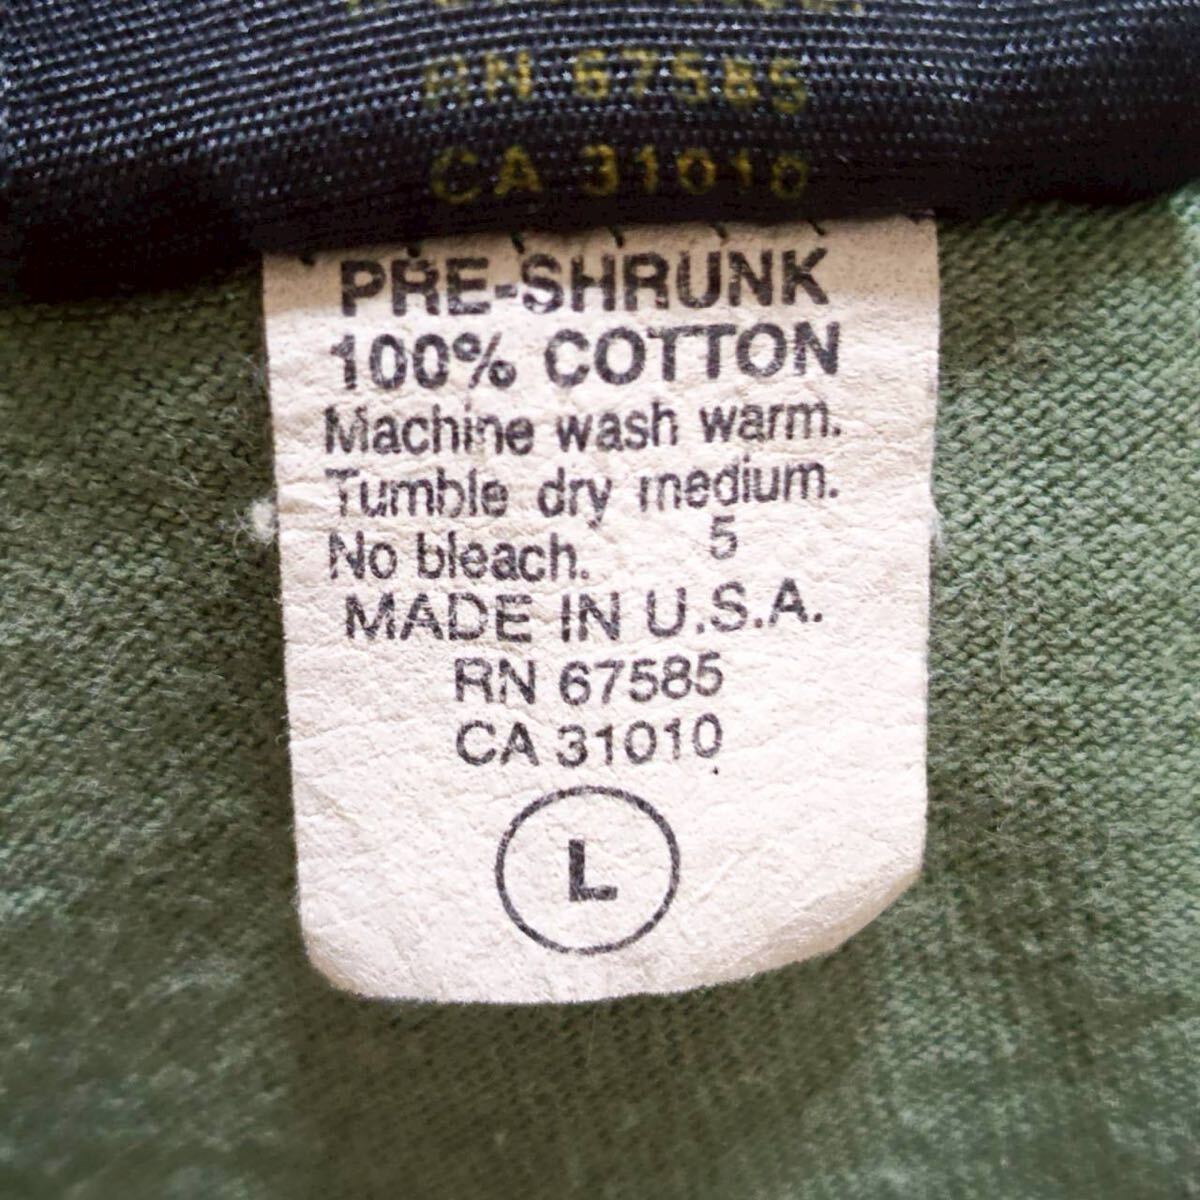 RN 67585
CA 31010
PRE-SHRUNK
100% COTTON
Machine wash warm.
Tumble dry medium.
No bleach. 5
MADE IN U.S.A.
RN 67585
CA 31010
L